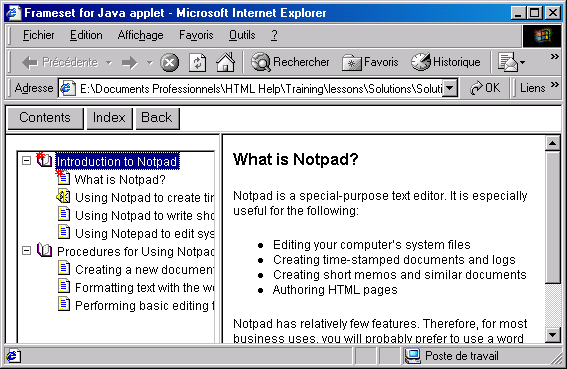 Frameset for Java applet - Microsoft Internet Explorer
Fichier Edition Affichage Favoris Outils ?
Précédente Rechercher Favoris Historique »
Adresse E:\Documents Professionnels\HTML Help\Training\lessons\Solutions\Soluti OK Liens »
Contents Index Back
Introduction to Notpad
What is Notpad?
Using Notpad to create tim
Using Notpad to write sho
Using Notepad to edit sys
Procedures for Using Notpad
Creating a new documen
Formatting text with the wo
Performing basic editing f
What is Notpad?
Notpad is a special-purpose text editor. It is especially
useful for the following:
• Editing your computer's system files
• Creating time-stamped documents and logs
• Creating short memos and similar documents
• Authoring HTML pages
Notpad has relatively few features. Therefore, for most
business uses, you will probably prefer to use a word
Poste de travail